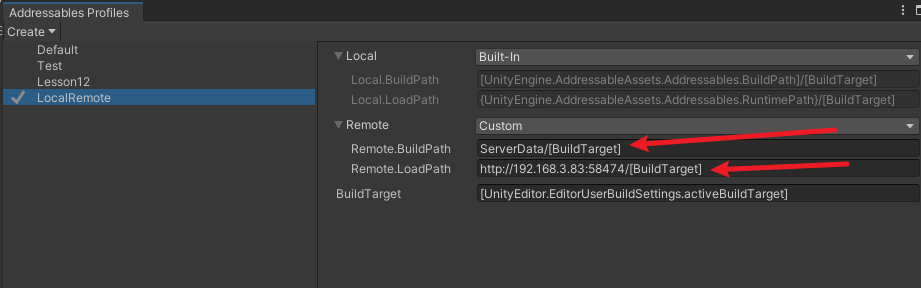 Addressables Profiles
Create
Default
Test
Lesson12
LocalRemote
Local Built-In
Local.BuildPath [UnityEngine.AddressableAssets.Addressables.BuildPath]/[BuildTarget]
Local.LoadPath {UnityEngine.AddressableAssets.Addressables.RuntimePath}/[BuildTarget]
Remote Custom
Remote.BuildPath ServerData/[BuildTarget]
Remote.LoadPath http://192.168.3.83:58474/[BuildTarget]
BuildTarget [UnityEditor.EditorUserBuildSettings.activeBuildTarget]